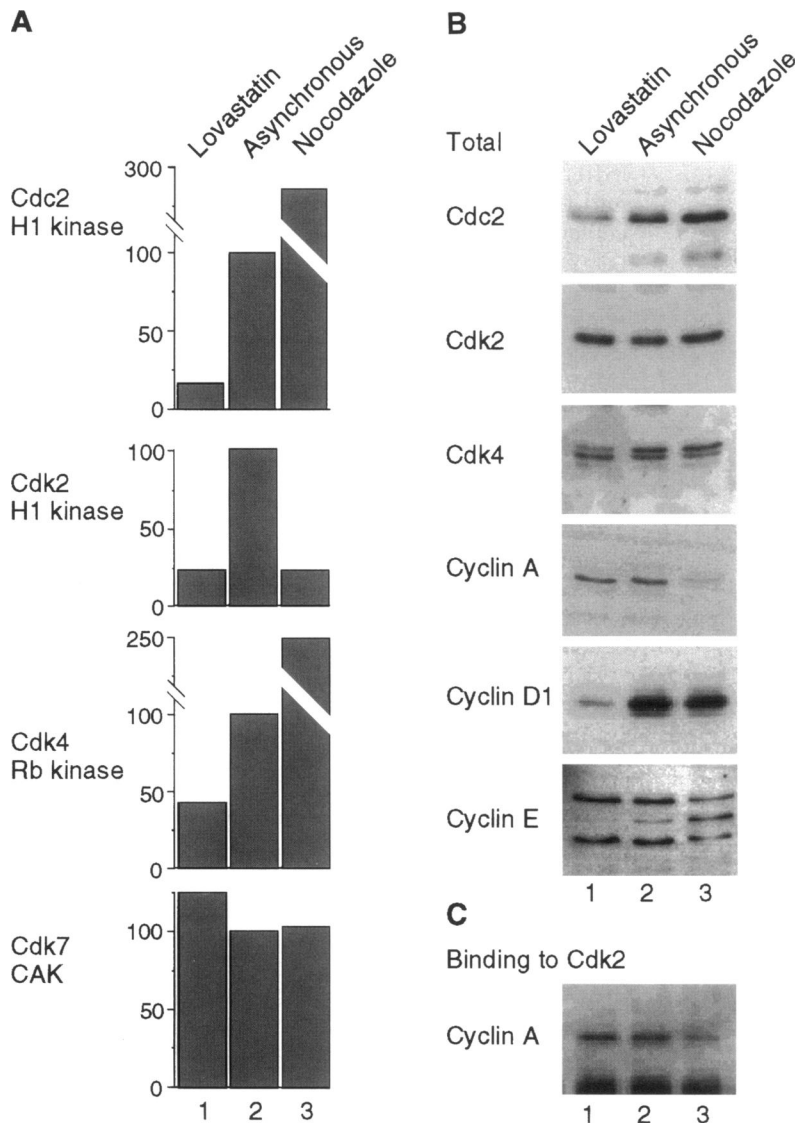 A
Lovastatin
Asynchronous
Nocodazole
Cdc2
H1 kinase
300
100
50
0
Cdk2
H1 kinase
100
50
0
Cdk4
Rb kinase
250
100
50
0
Cdk7
CAK
100
50
0
1 2 3
B
Lovastatin
Asynchronous
Nocodazole
Total
Cdc2
Cdk2
Cdk4
Cyclin A
Cyclin D1
Cyclin E
1 2 3
C
Binding to Cdk2
Cyclin A
1 2 3